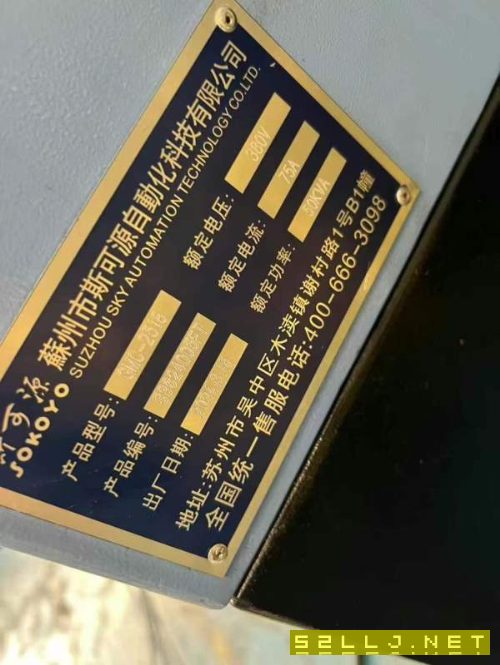 斯可源
SOKOYO
蘇州市斯可源自動化科技有限公司
SUZHOU SKY AUTOMATION TECHNOLOGY CO.LTD.
产品型号: 额定电压: 380V
产品编号: 额定电流: 75A
出厂日期: 额定功率: 50KVA
地址:苏州市吴中区木渎镇谢村路1号B1幢
全国统一售服电话:400-666-3098
52LLJ.NET